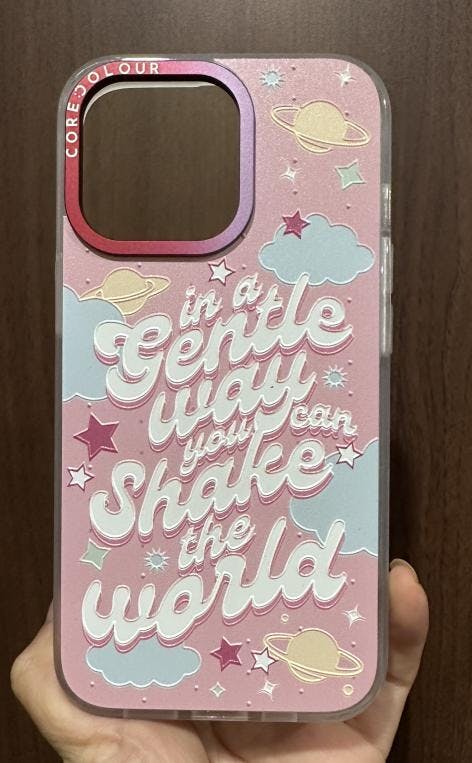 CORECOLOUR
in a
Gentle
way
you can
Shake
the
world